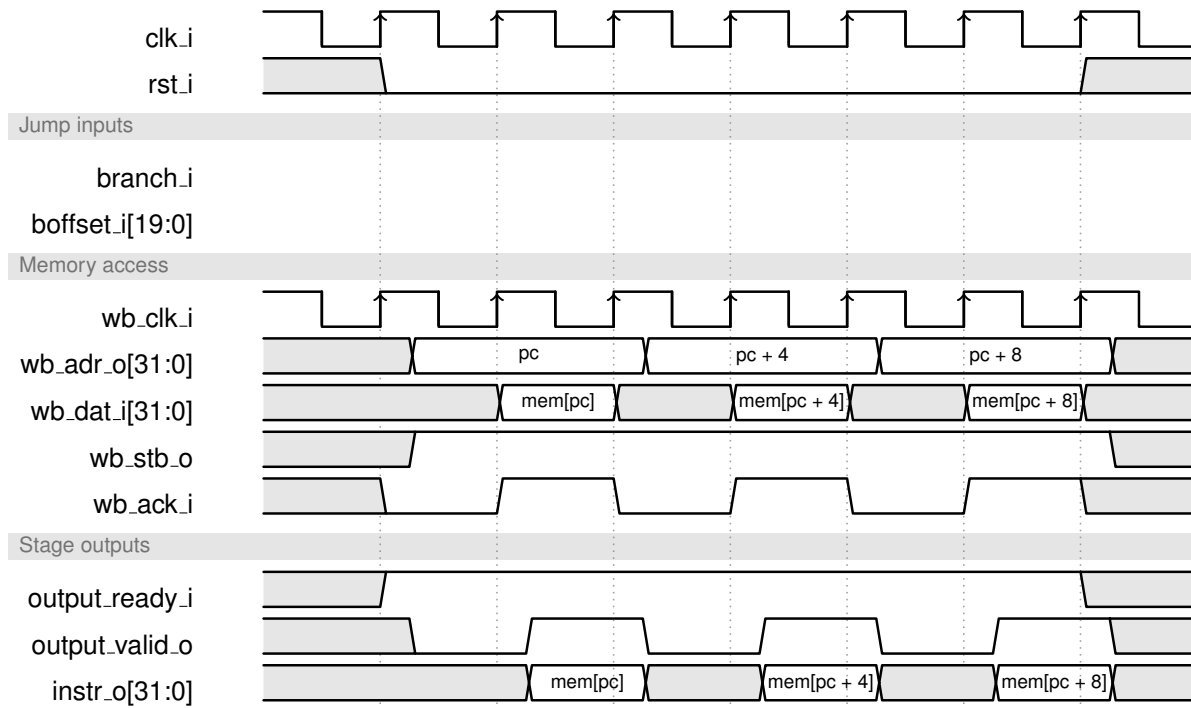 clk_i
rst_i
Jump inputs
branch_i
boffset_i[19:0]
Memory access
wb_clk_i
wb_adr_o[31:0] pc pc + 4 pc + 8
wb_dat_i[31:0] mem[pc] mem[pc + 4] mem[pc + 8]
wb_stb_o
wb_ack_i
Stage outputs
output_ready_i
output_valid_o
instr_o[31:0] mem[pc] mem[pc + 4] mem[pc + 8]